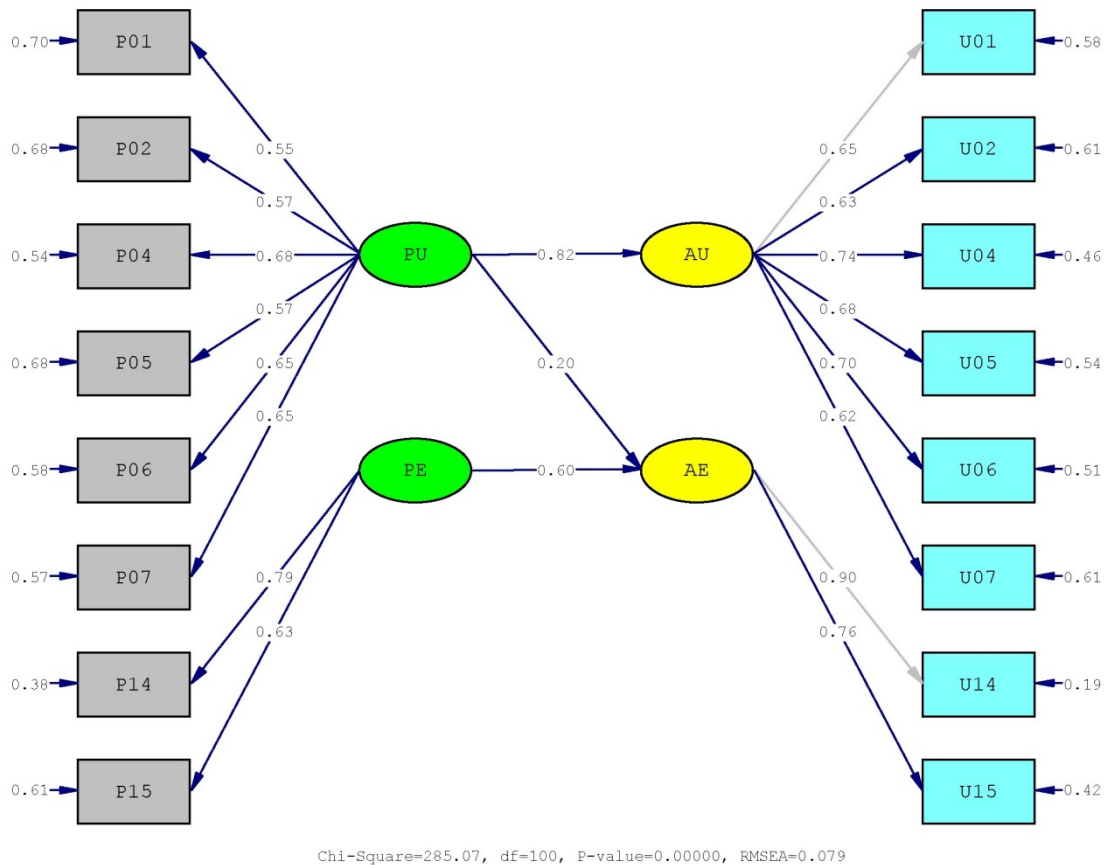 0.70 P01 U01 0.58
0.55 0.65
0.68 P02 U02 0.61
0.57 0.63
0.54 P04 0.68 PU 0.82 AU 0.74 U04 0.46
0.57 0.68
0.68 P05 0.65 0.20 0.70 U05 0.54
0.65 0.62
0.58 P06 PE 0.60 AE U06 0.51
0.57 P07 0.79 0.90 U07 0.61
0.63 0.76
0.38 P14 U14 0.19
0.61 P15 U15 0.42
Chi-Square=285.07, df=100, P-value=0.00000, RMSEA=0.079